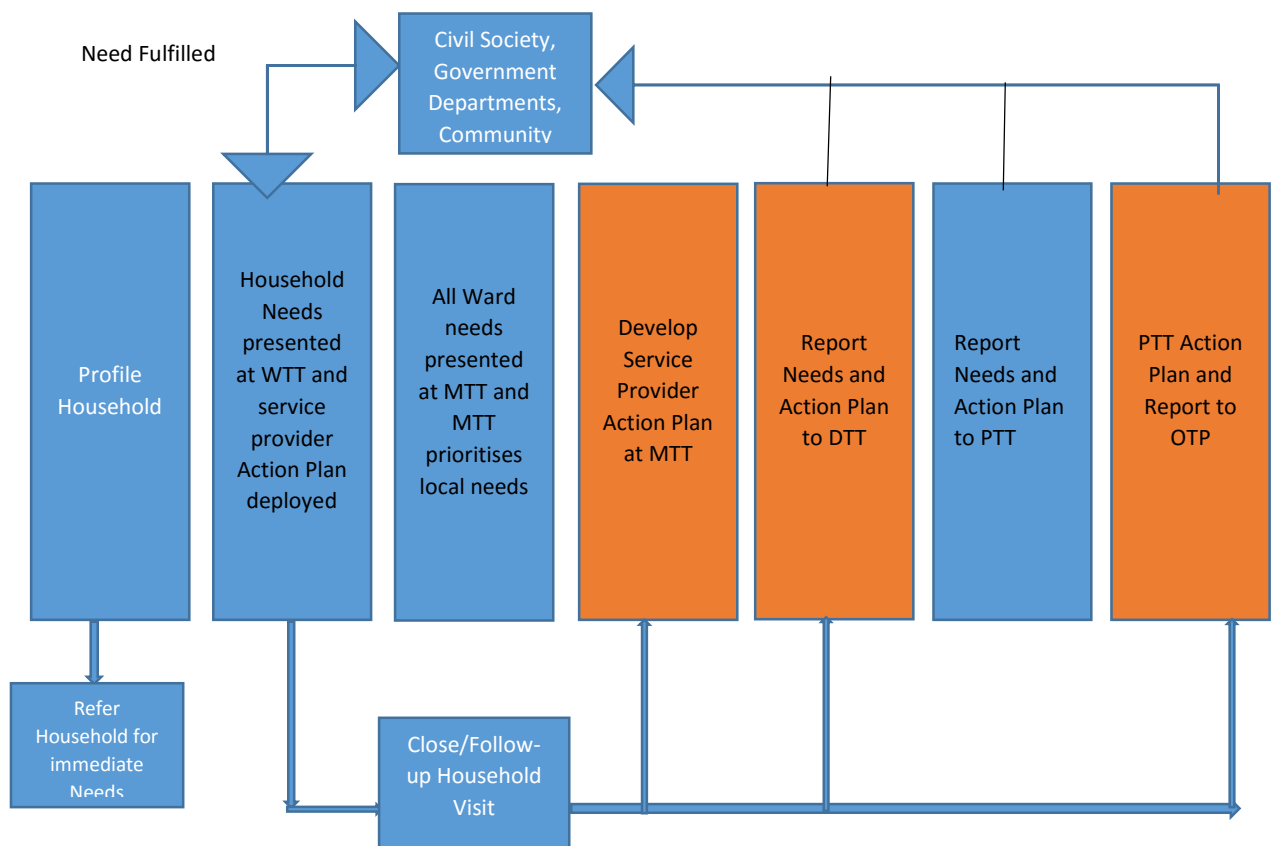 Need Fulfilled
Civil Society,
Government
Departments,
Community
Profile
Household
Household
Needs
presented
at WTT and
service
provider
Action Plan
deployed
All Ward
needs
presented
at MTT and
MTT
prioritises
local needs
Develop
Service
Provider
Action Plan
at MTT
Report
Needs and
Action Plan
to DTT
Report
Needs and
Action Plan
to PTT
PTT Action
Plan and
Report to
OTP
Refer
Household for
immediate
Needs
Close/Follow-
up Household
Visit